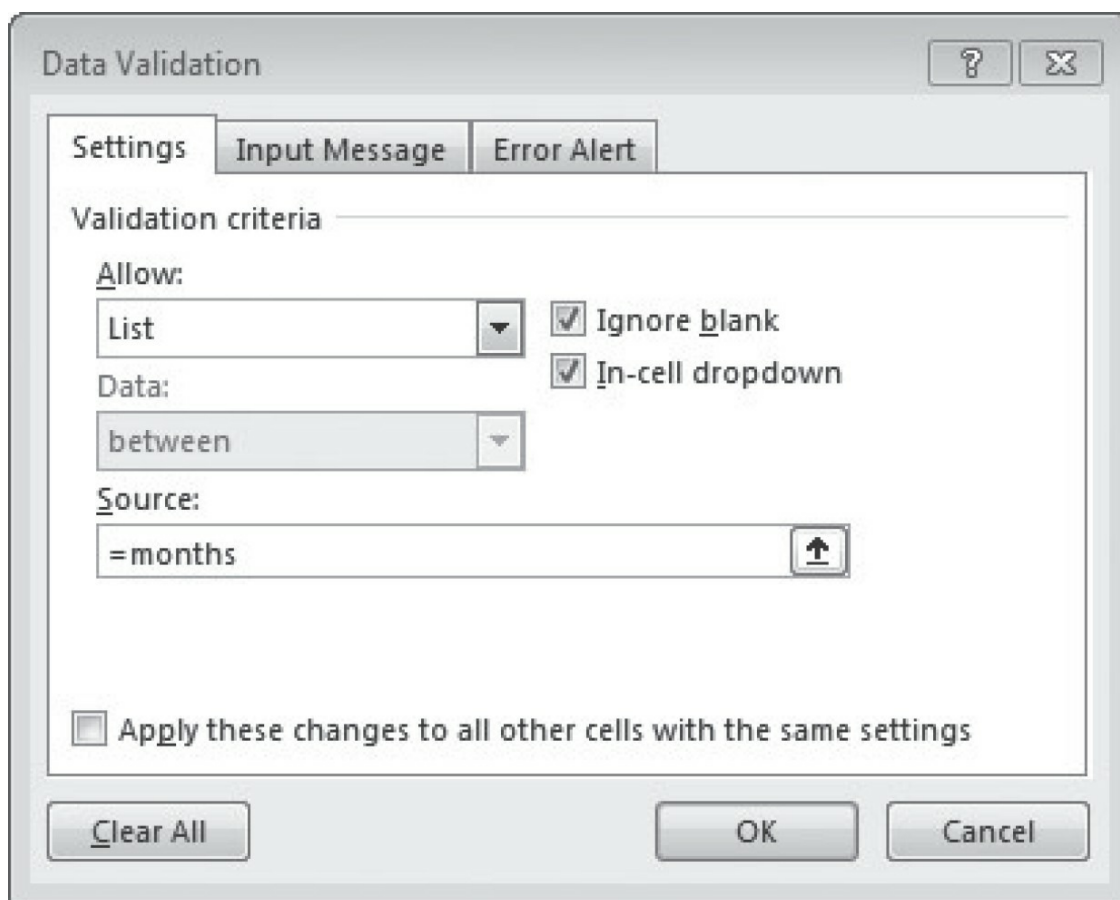 Data Validation
Settings Input Message Error Alert
Validation criteria
Allow:
List
Ignore blank
Data:
In-cell dropdown
between
Source:
=months
Apply these changes to all other cells with the same settings
Clear All OK Cancel